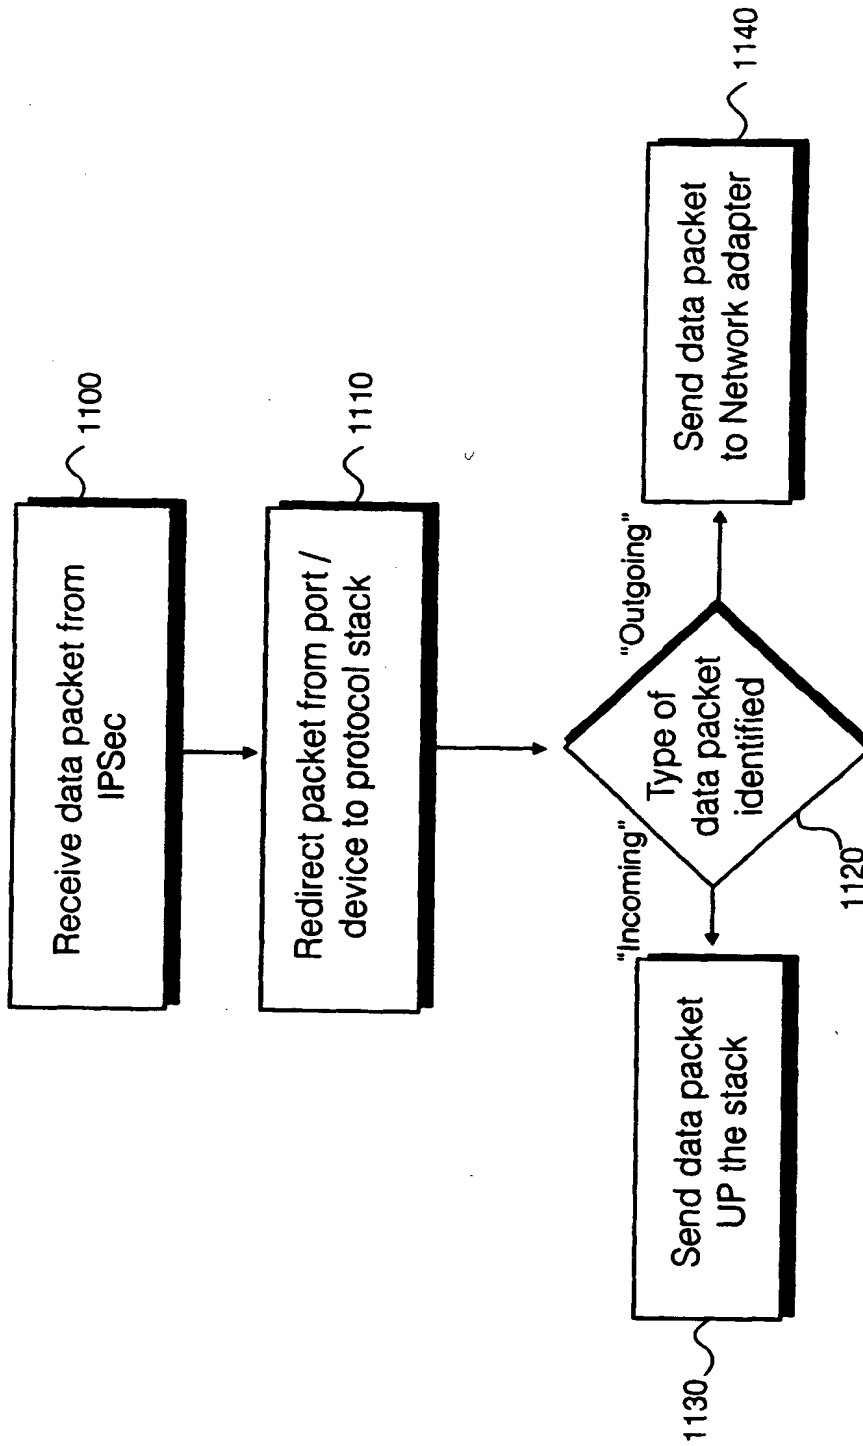 Receive data packet from
IPSec
1100
Redirect packet from port /
device to protocol stack
1110
Type of
data packet
identified
1120
"Incoming"
"Outgoing"
Send data packet
UP the stack
1130
Send data packet
to Network adapter
1140